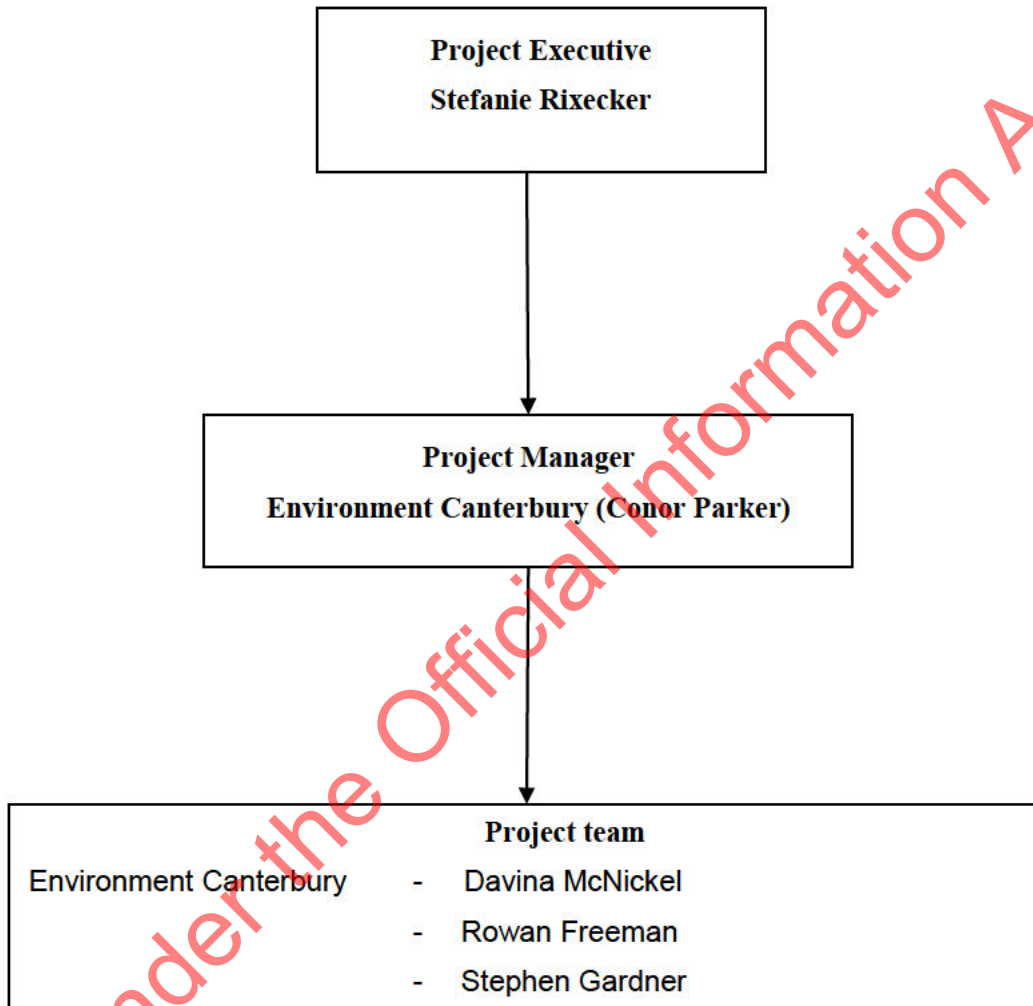 Project Executive
Stefanie Rixecker
Project Manager
Environment Canterbury (Conor Parker)
Project team
Environment Canterbury - Davina McNickel
- Rowan Freeman
- Stephen Gardner
nder the Official Information A